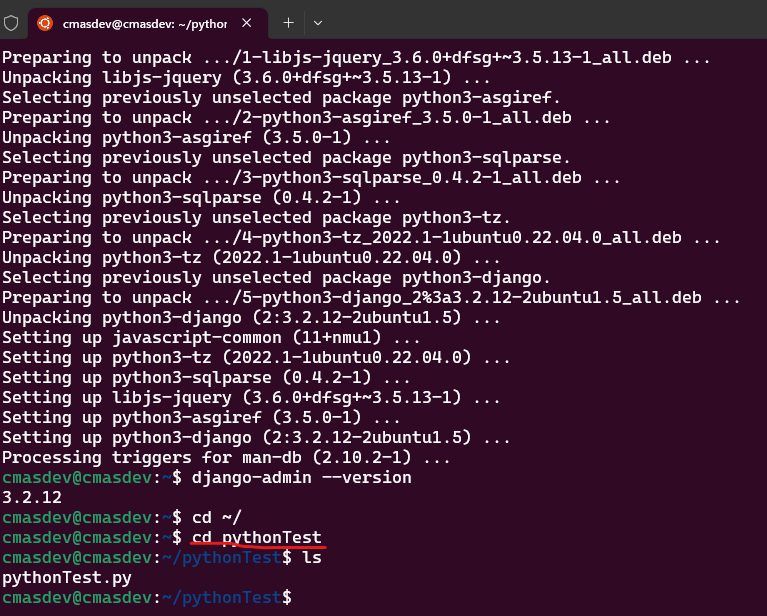 cmasdev@cmasdev: ~/pythor
Preparing to unpack .../1-libjs-jquery_3.6.0+dfsg+~3.5.13-1_all.deb ...
Unpacking libjs-jquery (3.6.0+dfsg+~3.5.13-1) ...
Selecting previously unselected package python3-asgiref.
Preparing to unpack .../2-python3-asgiref_3.5.0-1_all.deb ...
Unpacking python3-asgiref (3.5.0-1) ...
Selecting previously unselected package python3-sqlparse.
Preparing to unpack .../3-python3-sqlparse_0.4.2-1_all.deb ...
Unpacking python3-sqlparse (0.4.2-1) ...
Selecting previously unselected package python3-tz.
Preparing to unpack .../4-python3-tz_2022.1-1ubuntu0.22.04.0_all.deb ...
Unpacking python3-tz (2022.1-1ubuntu0.22.04.0) ...
Selecting previously unselected package python3-django.
Preparing to unpack .../5-python3-django_2%3a3.2.12-2ubuntu1.5_all.deb ...
Unpacking python3-django (2:3.2.12-2ubuntu1.5) ...
Setting up javascript-common (11+nmu1) ...
Setting up python3-tz (2022.1-1ubuntu0.22.04.0) ...
Setting up python3-sqlparse (0.4.2-1) ...
Setting up libjs-jquery (3.6.0+dfsg+~3.5.13-1) ...
Setting up python3-asgiref (3.5.0-1) ...
Setting up python3-django (2:3.2.12-2ubuntu1.5) ...
Processing triggers for man-db (2.10.2-1) ...
cmasdev@cmasdev:~$ django-admin --version
3.2.12
cmasdev@cmasdev:~$ cd ~/
cmasdev@cmasdev:~$ cd pythonTest
cmasdev@cmasdev:~/pythonTest$ ls
pythonTest.py
cmasdev@cmasdev:~/pythonTest$